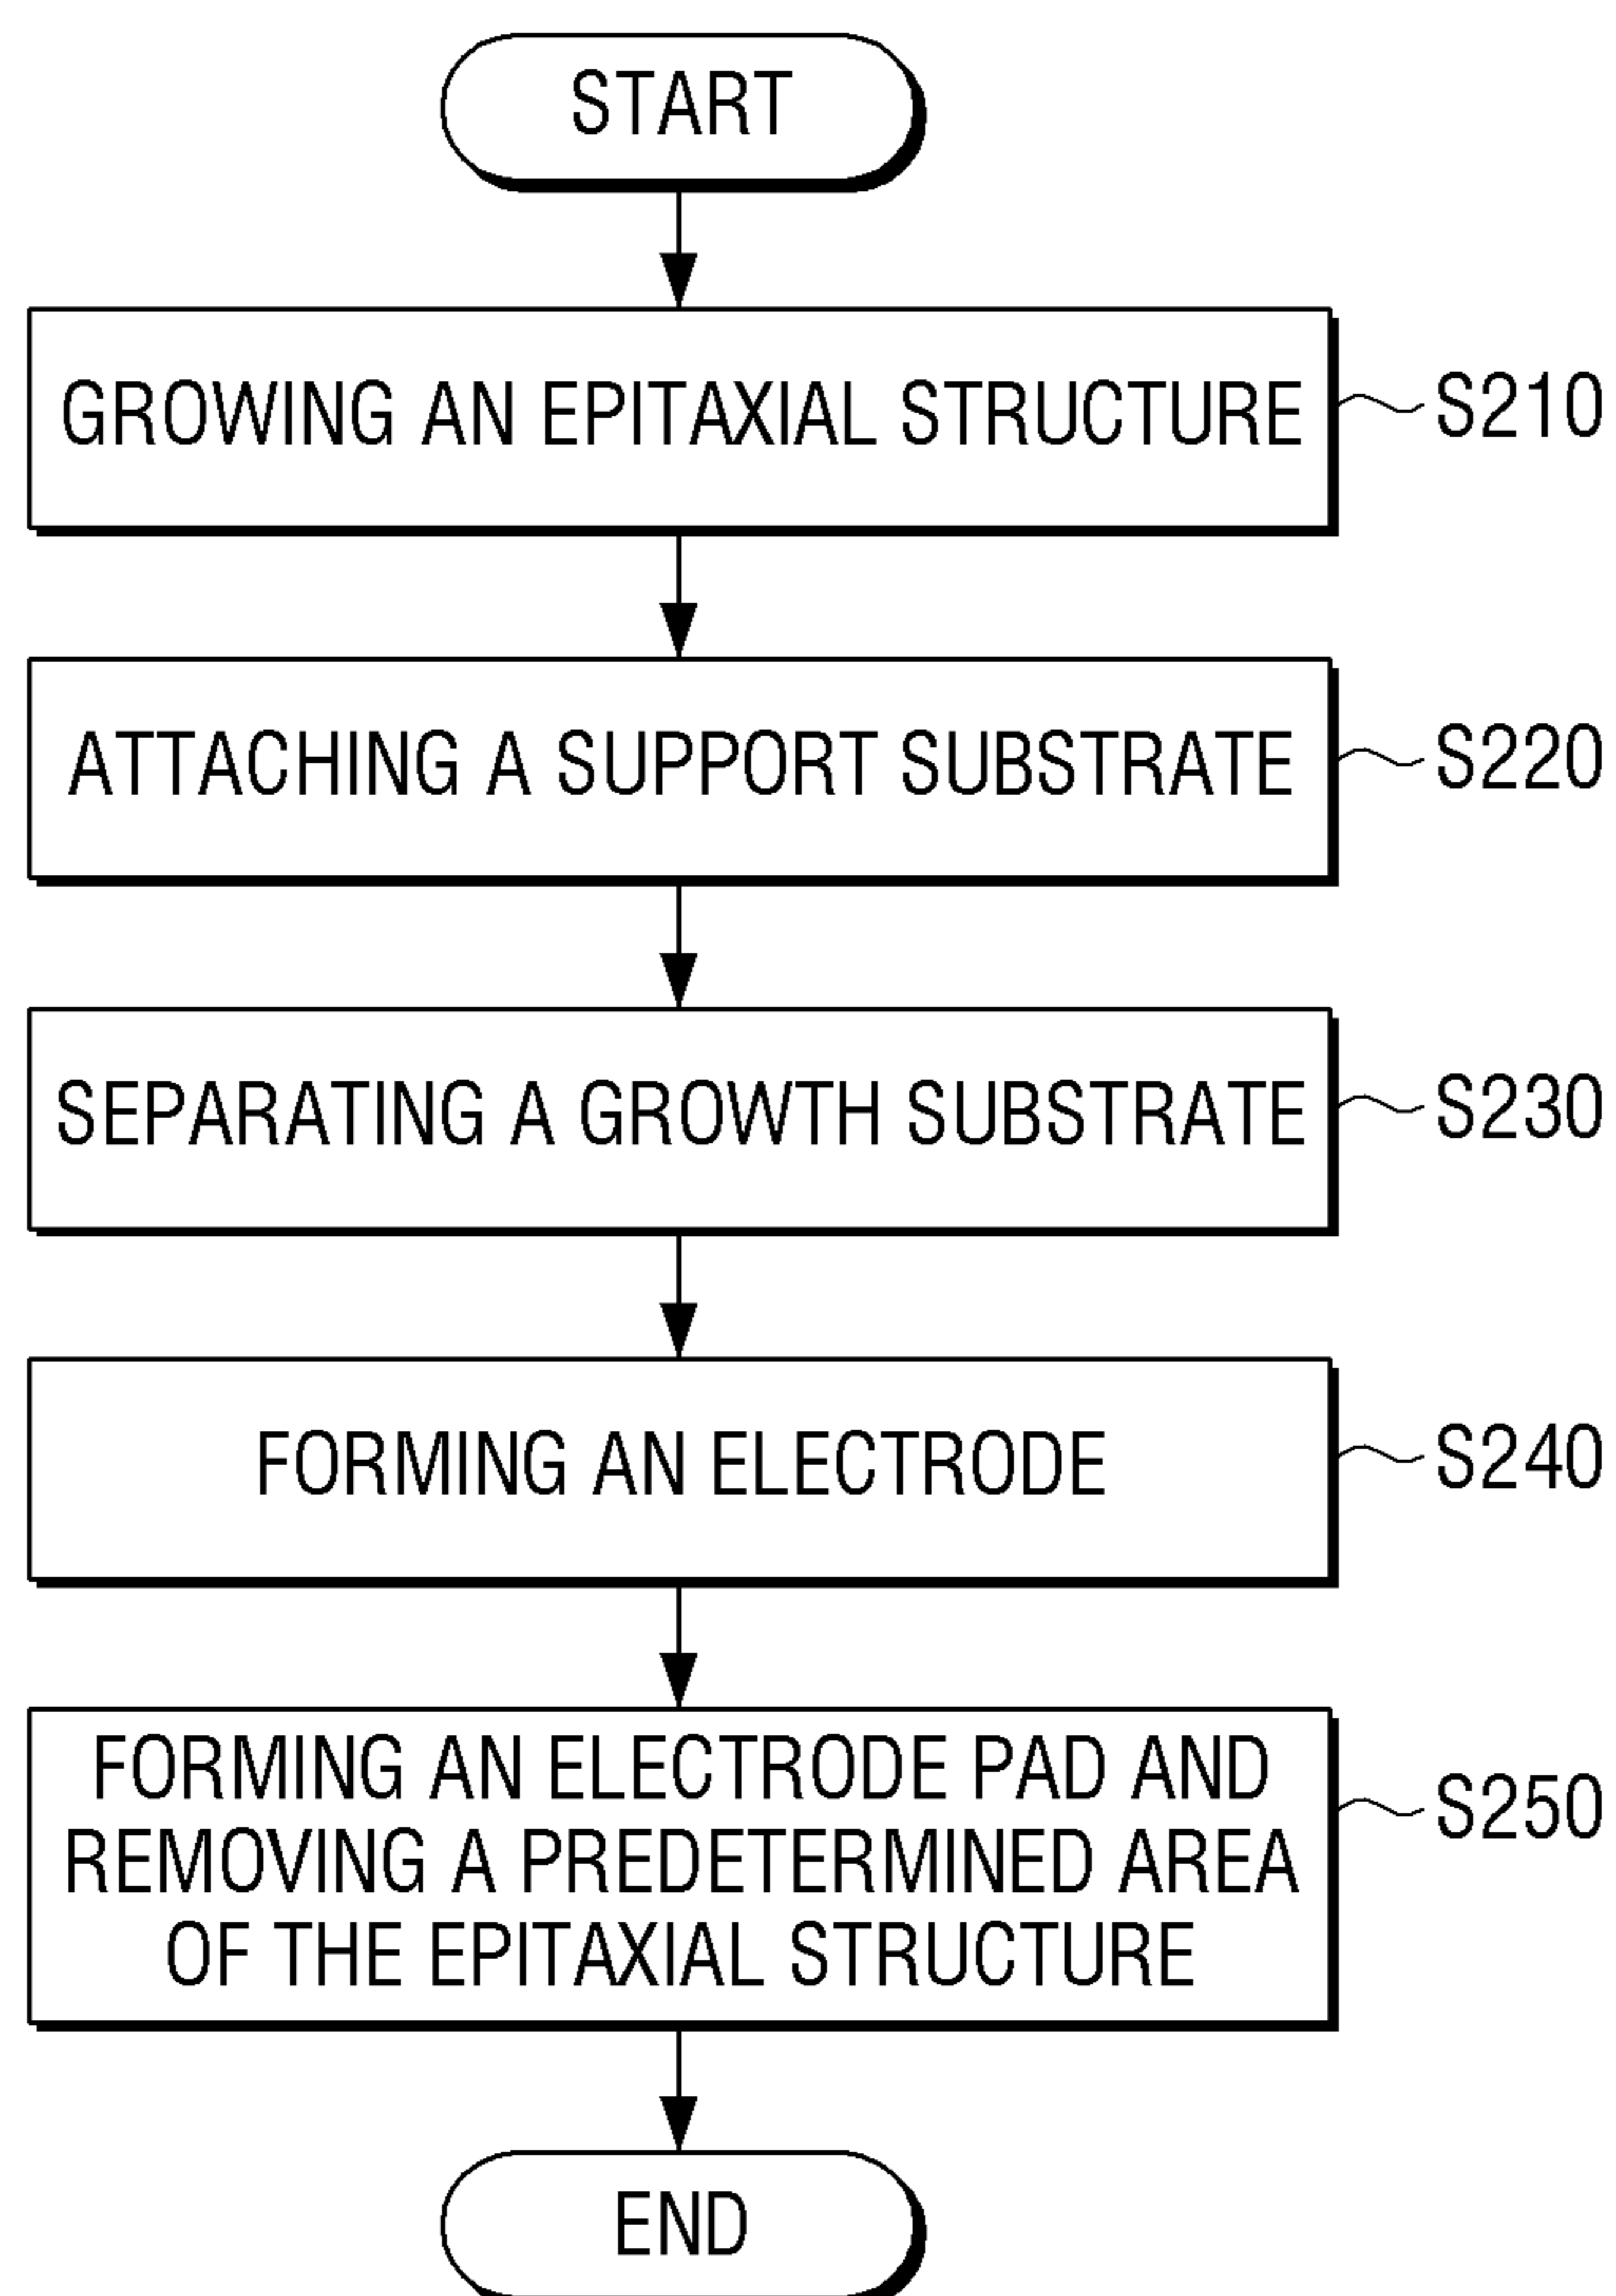 START
GROWING AN EPITAXIAL STRUCTURE
S210
ATTACHING A SUPPORT SUBSTRATE
S220
SEPARATING A GROWTH SUBSTRATE
S230
FORMING AN ELECTRODE
S240
FORMING AN ELECTRODE PAD AND
REMOVING A PREDETERMINED AREA
OF THE EPITAXIAL STRUCTURE
S250
END